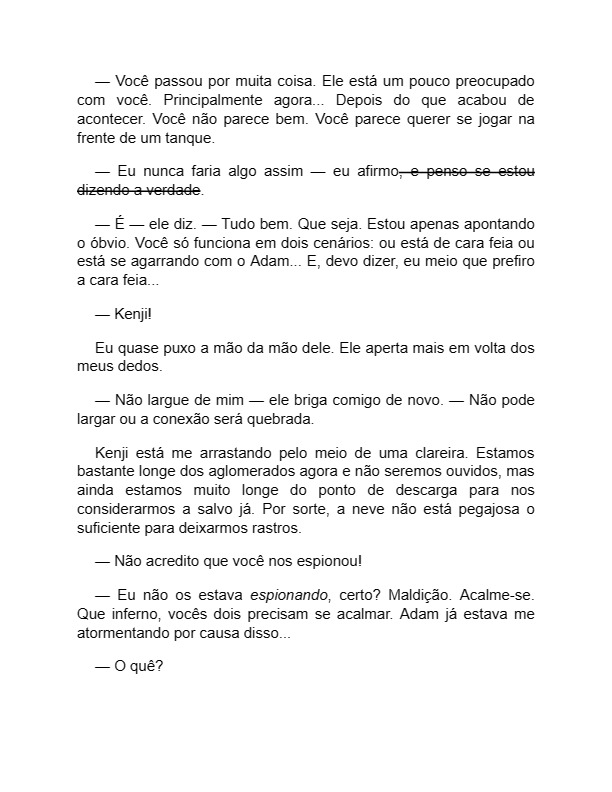 — Você passou por muita coisa. Ele está um pouco preocupado
com você. Principalmente agora... Depois do que acabou de
acontecer. Você não parece bem. Você parece querer se jogar na
frente de um tanque.
— Eu nunca faria algo assim — eu afirmo, e penso se estou
dizendo a verdade.
— É — ele diz. — Tudo bem. Que seja. Estou apenas apontando
o óbvio. Você só funciona em dois cenários: ou está de cara feia ou
está se agarrando com o Adam... E, devo dizer, eu meio que prefiro
a cara feia...
— Kenji!
Eu quase puxo a mão da mão dele. Ele aperta mais em volta dos
meus dedos.
— Não largue de mim — ele briga comigo de novo. — Não pode
largar ou a conexão será quebrada.
Kenji está me arrastando pelo meio de uma clareira. Estamos
bastante longe dos aglomerados agora e não seremos ouvidos, mas
ainda estamos muito longe do ponto de descarga para nos
considerarmos a salvo já. Por sorte, a neve não está pegajosa o
suficiente para deixarmos rastros.
— Não acredito que você nos espionou!
— Eu não os estava espionando, certo? Maldição. Acalme-se.
Que inferno, vocês dois precisam se acalmar. Adam já estava me
atormentando por causa disso...
— O quê?